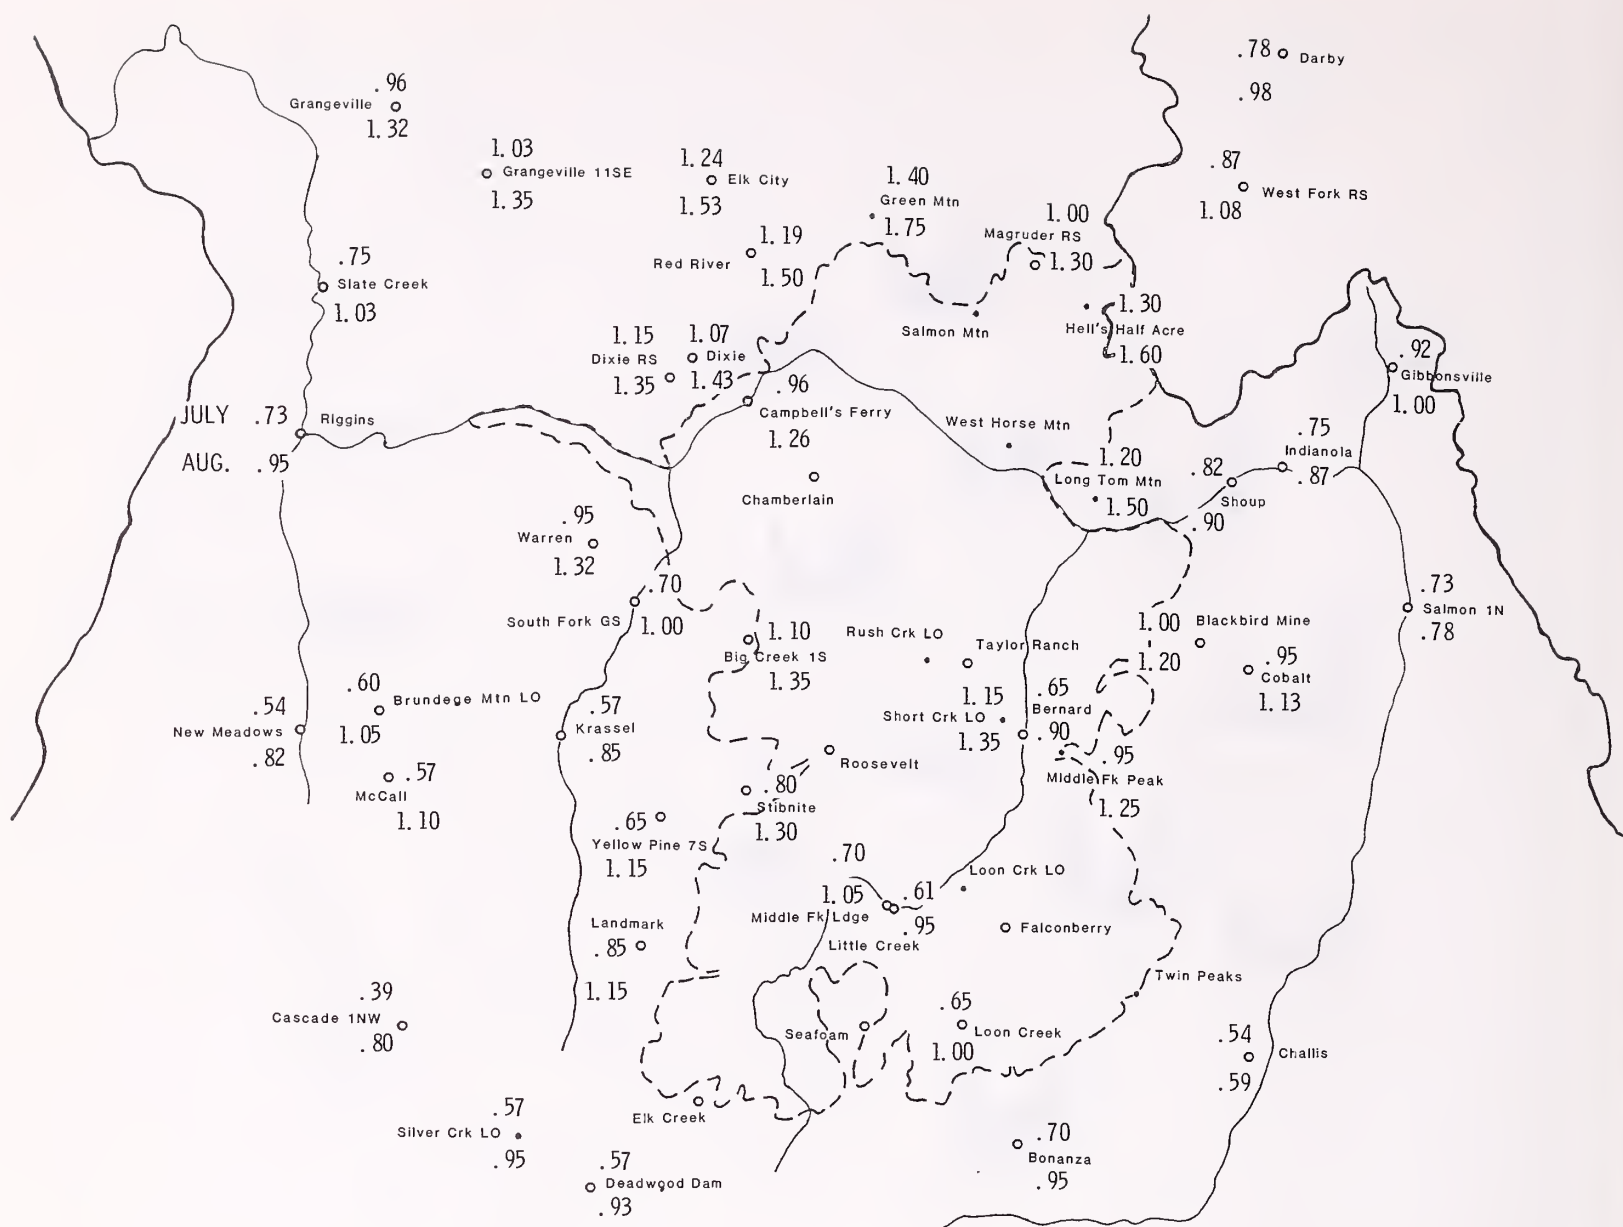 .78 Darby
.98
.96
Grangeville
1.32
1.03
Grangeville 11SE
1.35
1.24
Elk City
1.53
1.40
Green Mtn
1.75
.87
West Fork RS
1.08
1.00
Magruder RS
1.30
1.19
Red River
1.50
.75
Slate Creek
1.03
Salmon Mtn
1.30
Hell's Half Acre
1.60
1.15
Dixie RS
1.35
1.07
Dixie
1.43
.96
Campbell's Ferry
1.26
.92
Gibbonsville
1.00
JULY .73 Riggins
AUG. .95
West Horse Mtn
.75
Indianola
.87
1.20
Long Tom Mtn
1.50
.82
Shoup
.90
Chamberlain
.95
Warren
1.32
.70
South Fork GS
1.00
.73
Salmon 1N
.78
1.10
Big Creek 1S
1.35
Rush Crk LO
Taylor Ranch
1.00 Blackbird Mine
1.20
.95
Cobalt
1.13
.60
Brundege Mtn LO
1.05
.54
New Meadows
.82
.57
Krassel
.85
1.15
Short Crk LO
1.35
.65
Bernard
.90
.95
Middle Fk Peak
1.25
.57
McCall
1.10
Roosevelt
.80
Stibnite
1.30
.65
Yellow Pine 7S
1.15
.70
1.05
Middle Fk Ldge
.61
.95
Little Creek
Loon Crk LO
Falconberry
Landmark
.85
1.15
Twin Peaks
.39
Cascade 1NW
.80
Seafoam
.65
Loon Creek
1.00
.54
Challis
.59
Elk Creek
.57
Silver Crk LO
.95
.57
Deadwood Dam
.93
.70
Bonanza
.95